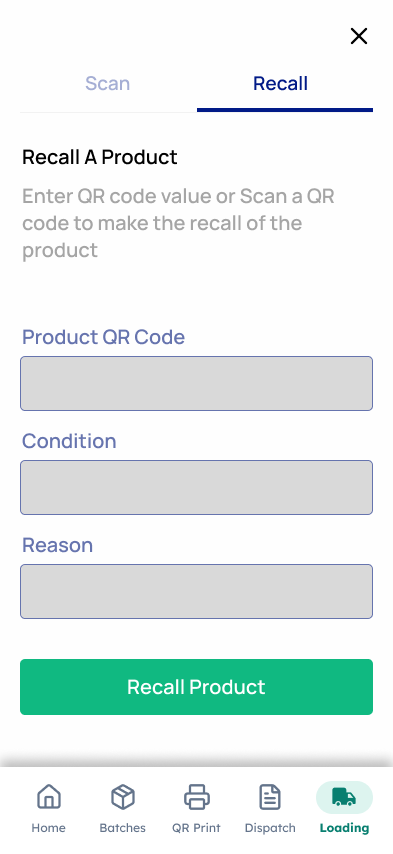 Scan
Recall
Recall A Product
Enter QR code value or Scan a QR
code to make the recall of the
product
Product QR Code
Condition
Reason
Recall Product
Home
Batches
QR Print
Dispatch
Loading